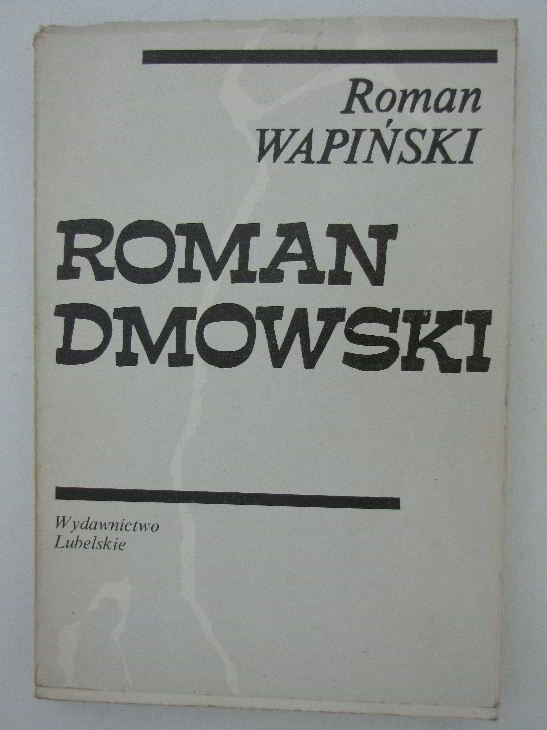 Roman
WAPIŃSKI
ROMAN
DMOWSKI
Wydawnictwo
Lubelskie